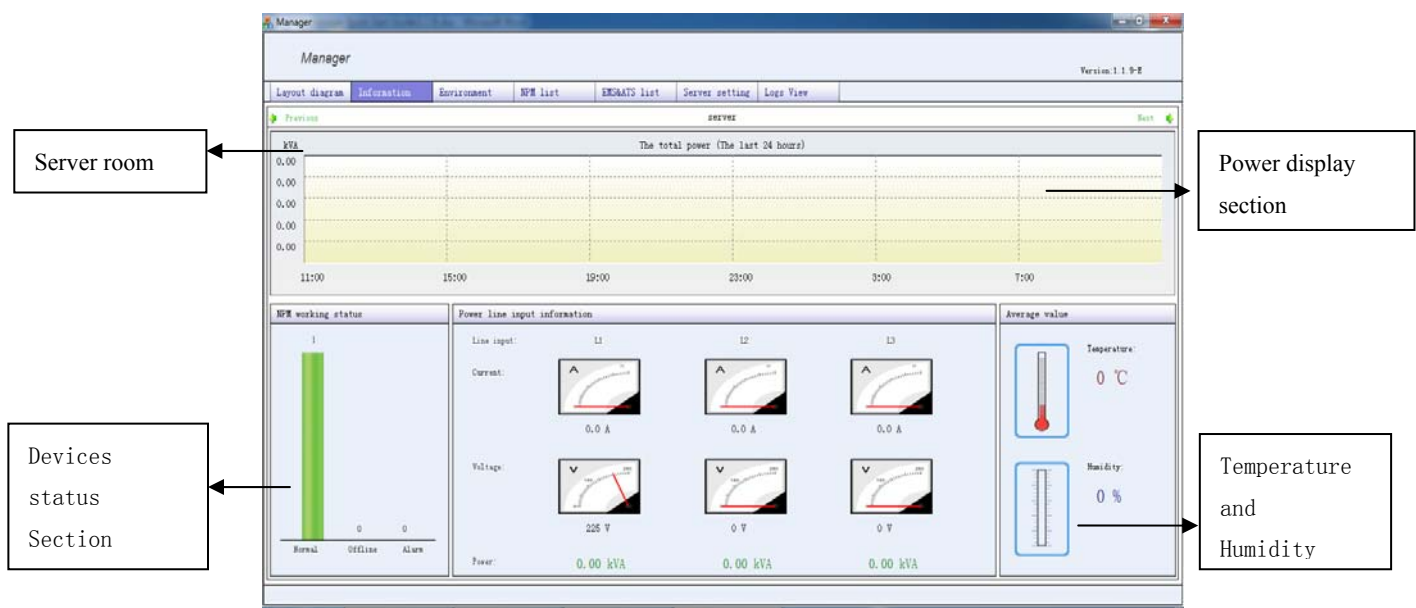 Manager
Manager
Version:1.1.9-E
Layout diagram Information Environment NPM list EMS&ATS list Server setting Logs View
Previous server Next
kVA The total power (The last 24 hours)
0.00
0.00
0.00
0.00
0.00
11:00 15:00 19:00 23:00 3:00 7:00
Server room
Power display
section
NPM working status
1
0 0
Normal Offline Alarm
Power line input information
Line input: L1 L2 L3
Current: A A A
0.0 A 0.0 A 0.0 A
Voltage: V V V
225 V 0 V 0 V
Power: 0.00 kVA 0.00 kVA 0.00 kVA
Average value
Temperature:
0 ℃
Humidity:
0 %
Devices
status
Section
Temperature
and
Humidity